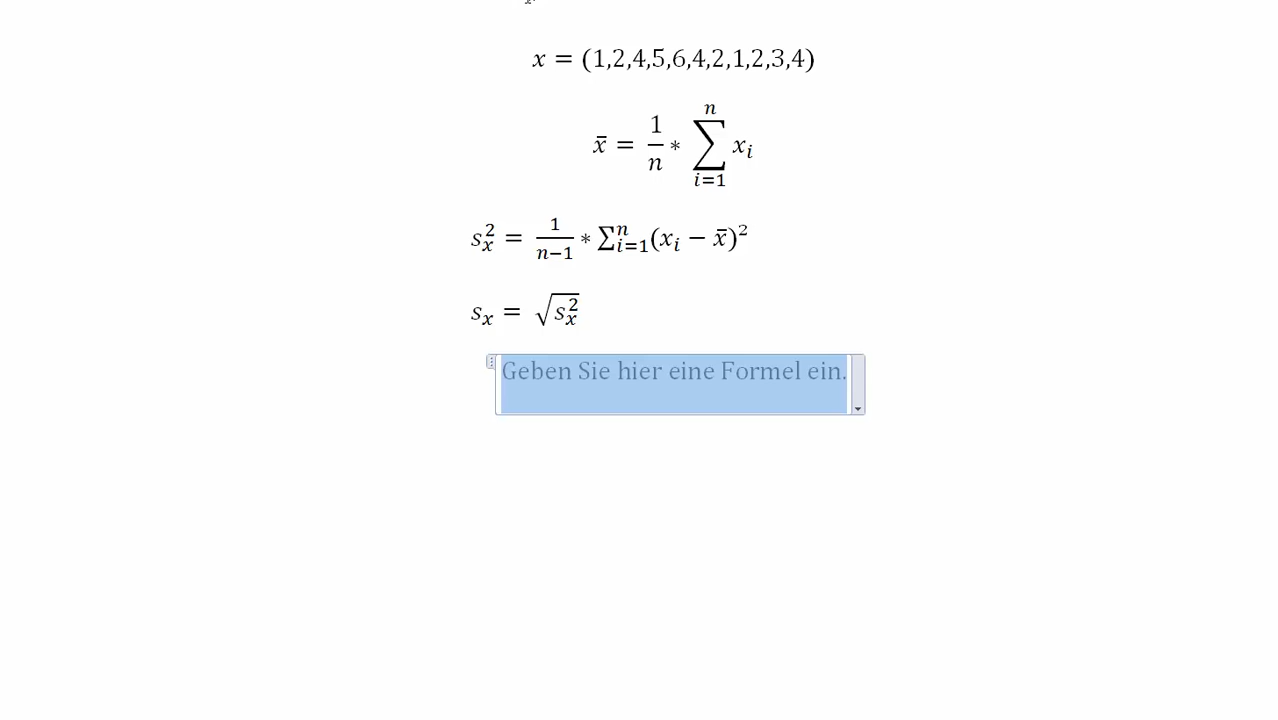 x = (1,2,4,5,6,4,2,1,2,3,4)
x̄ = 1/n * ∑_{i=1}^{n} x_i
s_x^2 = 1/(n−1) * ∑_{i=1}^{n} (x_i − x̄)^2
s_x = √(s_x^2)
Geben Sie hier eine Formel ein.